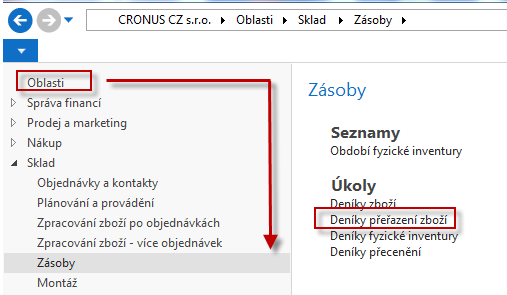 CRONUS CZ s.r.o. Oblasti Sklad Zásoby
Oblasti
Správa financí
Prodej a marketing
Nákup
Sklad
Objednávky a kontakty
Plánování a provádění
Zpracování zboží po objednávkách
Zpracování zboží - více objednávek
Zásoby
Montáž
Zásoby
Seznamy
Období fyzické inventury
Úkoly
Deníky zboží
Deníky přeřazení zboží
Deníky fyzické inventury
Deníky přecenění